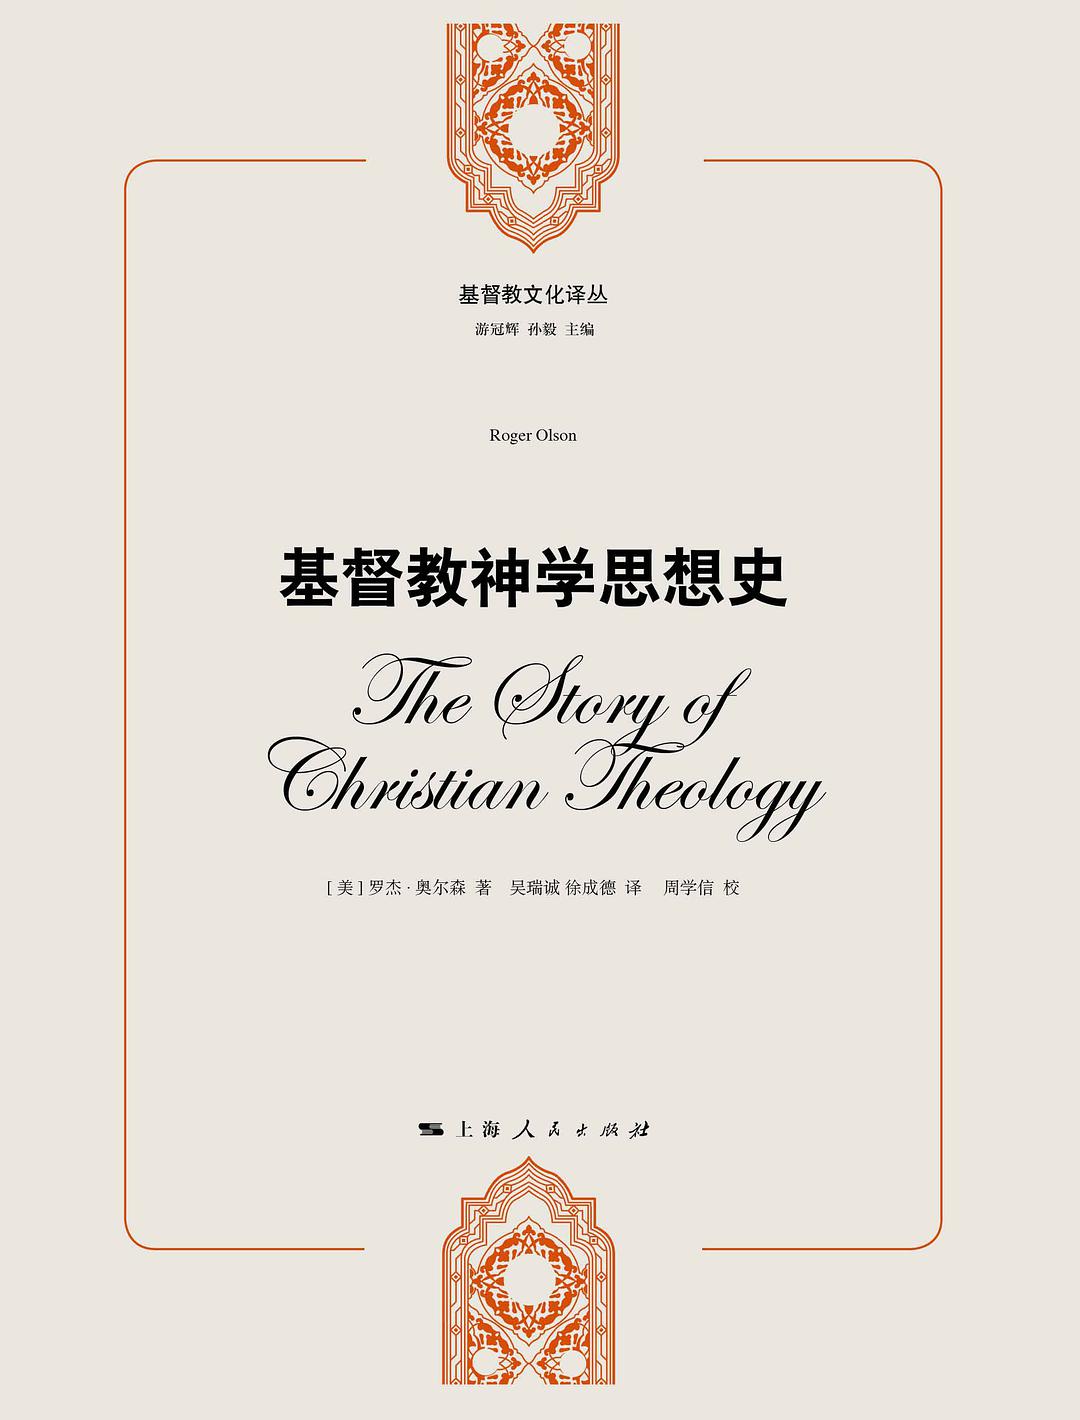 基督教文化译丛
游冠辉 孙毅 主编
Roger Olson
基督教神学思想史
The Story of
Christian Theology
[美]罗杰·奥尔森 著 吴瑞诚 徐成德 译 周学信 校
上海人民出版社